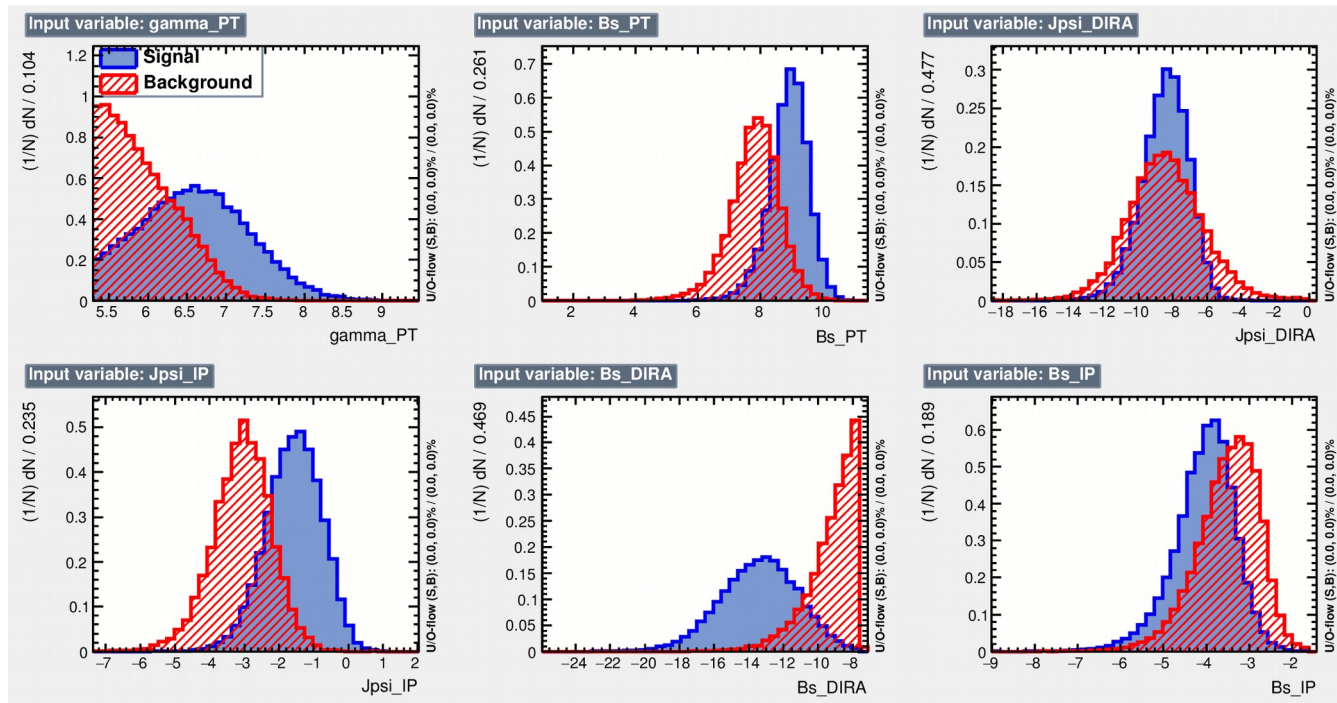 Input variable: gamma_PT
(1/N) dN / 0.104
1.2
1
0.8
0.6
0.4
0.2
0
Signal
Background
5.5 6 6.5 7 7.5 8 8.5 9
gamma_PT
U/O-flow (S,B): (0.0, 0.0)% / (0.0, 0.0)%
Input variable: Bs_PT
(1/N) dN / 0.261
0.7
0.6
0.5
0.4
0.3
0.2
0.1
0
2 4 6 8 10
Bs_PT
U/O-flow (S,B): (0.0, 0.0)% / (0.0, 0.0)%
Input variable: Jpsi_DIRA
(1/N) dN / 0.477
0.3
0.25
0.2
0.15
0.1
0.05
0
−18 −16 −14 −12 −10 −8 −6 −4 −2 0
Jpsi_DIRA
U/O-flow (S,B): (0.0, 0.0)% / (0.0, 0.0)%
Input variable: Jpsi_IP
(1/N) dN / 0.235
0.5
0.4
0.3
0.2
0.1
0
−7 −6 −5 −4 −3 −2 −1 0 1 2
Jpsi_IP
U/O-flow (S,B): (0.0, 0.0)% / (0.0, 0.0)%
Input variable: Bs_DIRA
(1/N) dN / 0.469
0.45
0.4
0.35
0.3
0.25
0.2
0.15
0.1
0.05
0
−24 −22 −20 −18 −16 −14 −12 −10 −8
Bs_DIRA
U/O-flow (S,B): (0.0, 0.0)% / (0.0, 0.0)%
Input variable: Bs_IP
(1/N) dN / 0.189
0.6
0.5
0.4
0.3
0.2
0.1
0
−9 −8 −7 −6 −5 −4 −3 −2
Bs_IP
U/O-flow (S,B): (0.0, 0.0)% / (0.0, 0.0)%